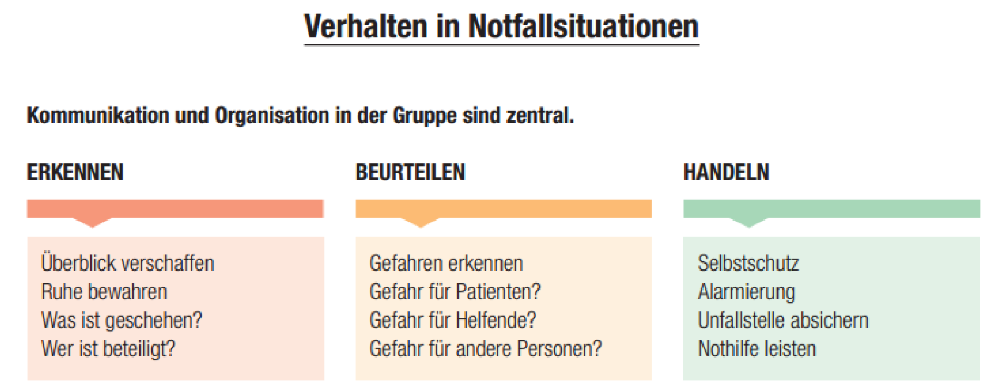 Verhalten in Notfallsituationen
Kommunikation und Organisation in der Gruppe sind zentral.
ERKENNEN
Überblick verschaffen
Ruhe bewahren
Was ist geschehen?
Wer ist beteiligt?
BEURTEILEN
Gefahren erkennen
Gefahr für Patienten?
Gefahr für Helfende?
Gefahr für andere Personen?
HANDELN
Selbstschutz
Alarmierung
Unfallstelle absichern
Nothilfe leisten